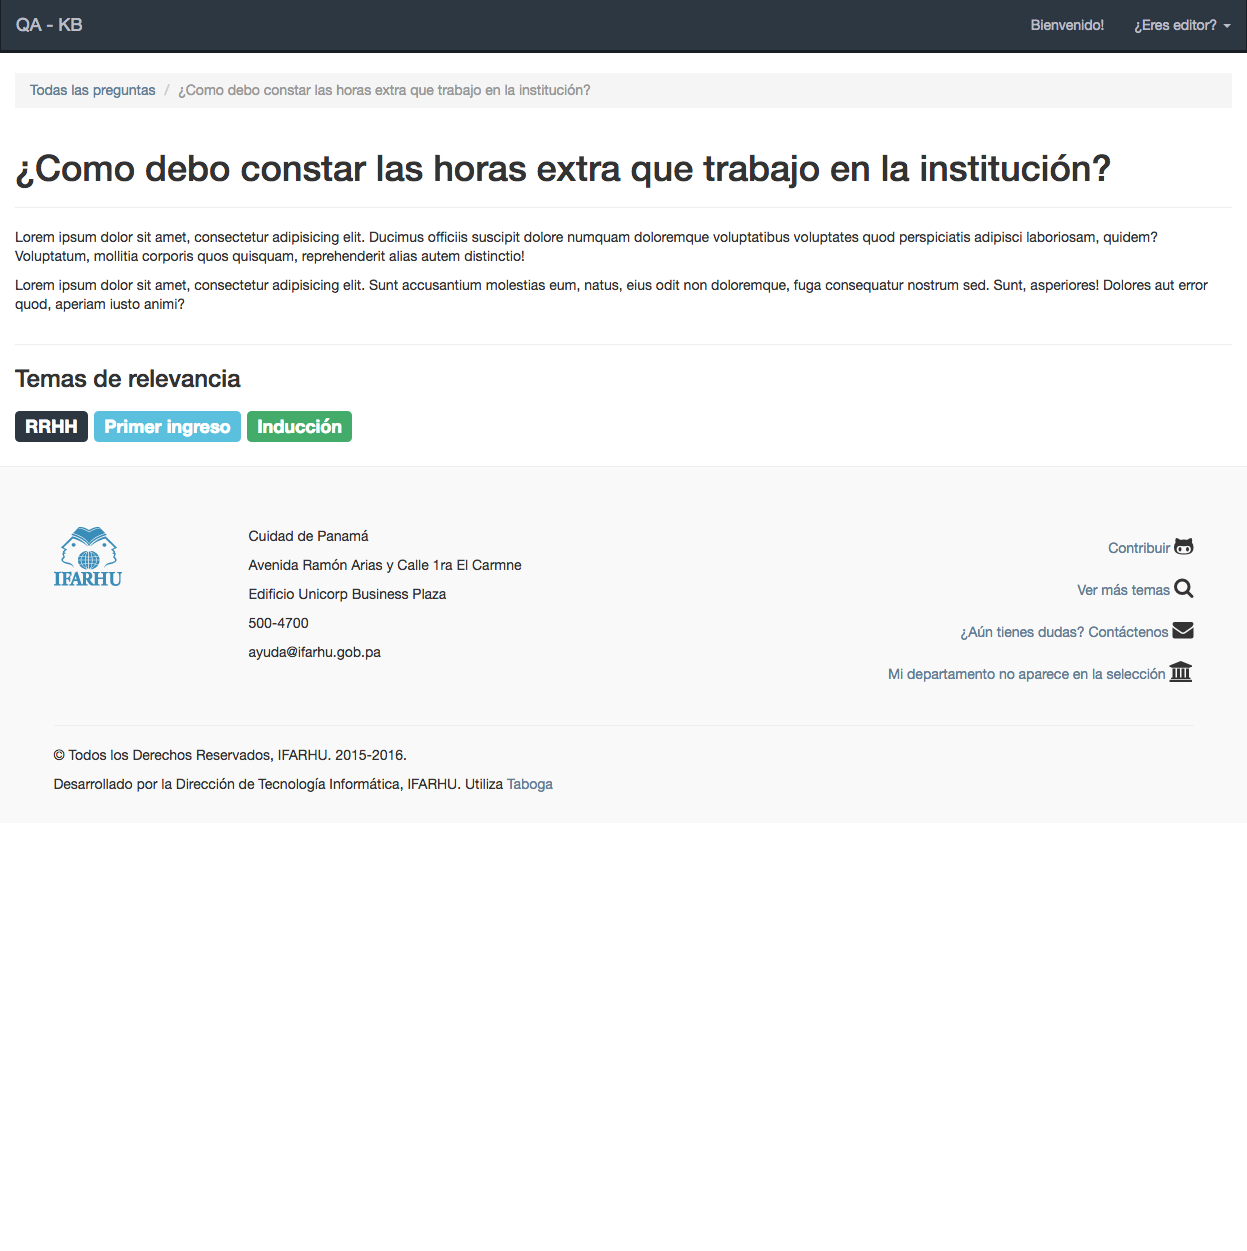 QA - KB
Bienvenido!
¿Eres editor?
Todas las preguntas / ¿Como debo constar las horas extra que trabajo en la institución?
¿Como debo constar las horas extra que trabajo en la institución?
Lorem ipsum dolor sit amet, consectetur adipisicing elit. Ducimus officiis suscipit dolore numquam doloremque voluptatibus voluptates quod perspiciatis adipisci laboriosam, quidem?
Voluptatum, mollitia corporis quos quisquam, reprehenderit alias autem distinctio!
Lorem ipsum dolor sit amet, consectetur adipisicing elit. Sunt accusantium molestias eum, natus, eius odit non doloremque, fuga consequatur nostrum sed. Sunt, asperiores! Dolores aut error
quod, aperiam iusto animi?
Temas de relevancia
RRHH Primer ingreso Inducción
IFARHU
Cuidad de Panamá
Avenida Ramón Arias y Calle 1ra El Carmne
Edificio Unicorp Business Plaza
500-4700
ayuda@ifarhu.gob.pa
Contribuir
Ver más temas
¿Aún tienes dudas? Contáctenos
Mi departamento no aparece en la selección
© Todos los Derechos Reservados, IFARHU. 2015-2016.
Desarrollado por la Dirección de Tecnología Informática, IFARHU. Utiliza Taboga